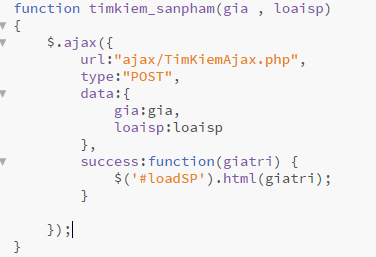 function timkiem_sanpham(gia , loaisp)
{
    $.ajax({
        url:"ajax/TimKiemAjax.php",
        type:"POST",
        data:{
            gia:gia,
            loaisp:loaisp
        },
        success:function(giatri) {
            $('#loadSP').html(giatri);
        }
    });
}